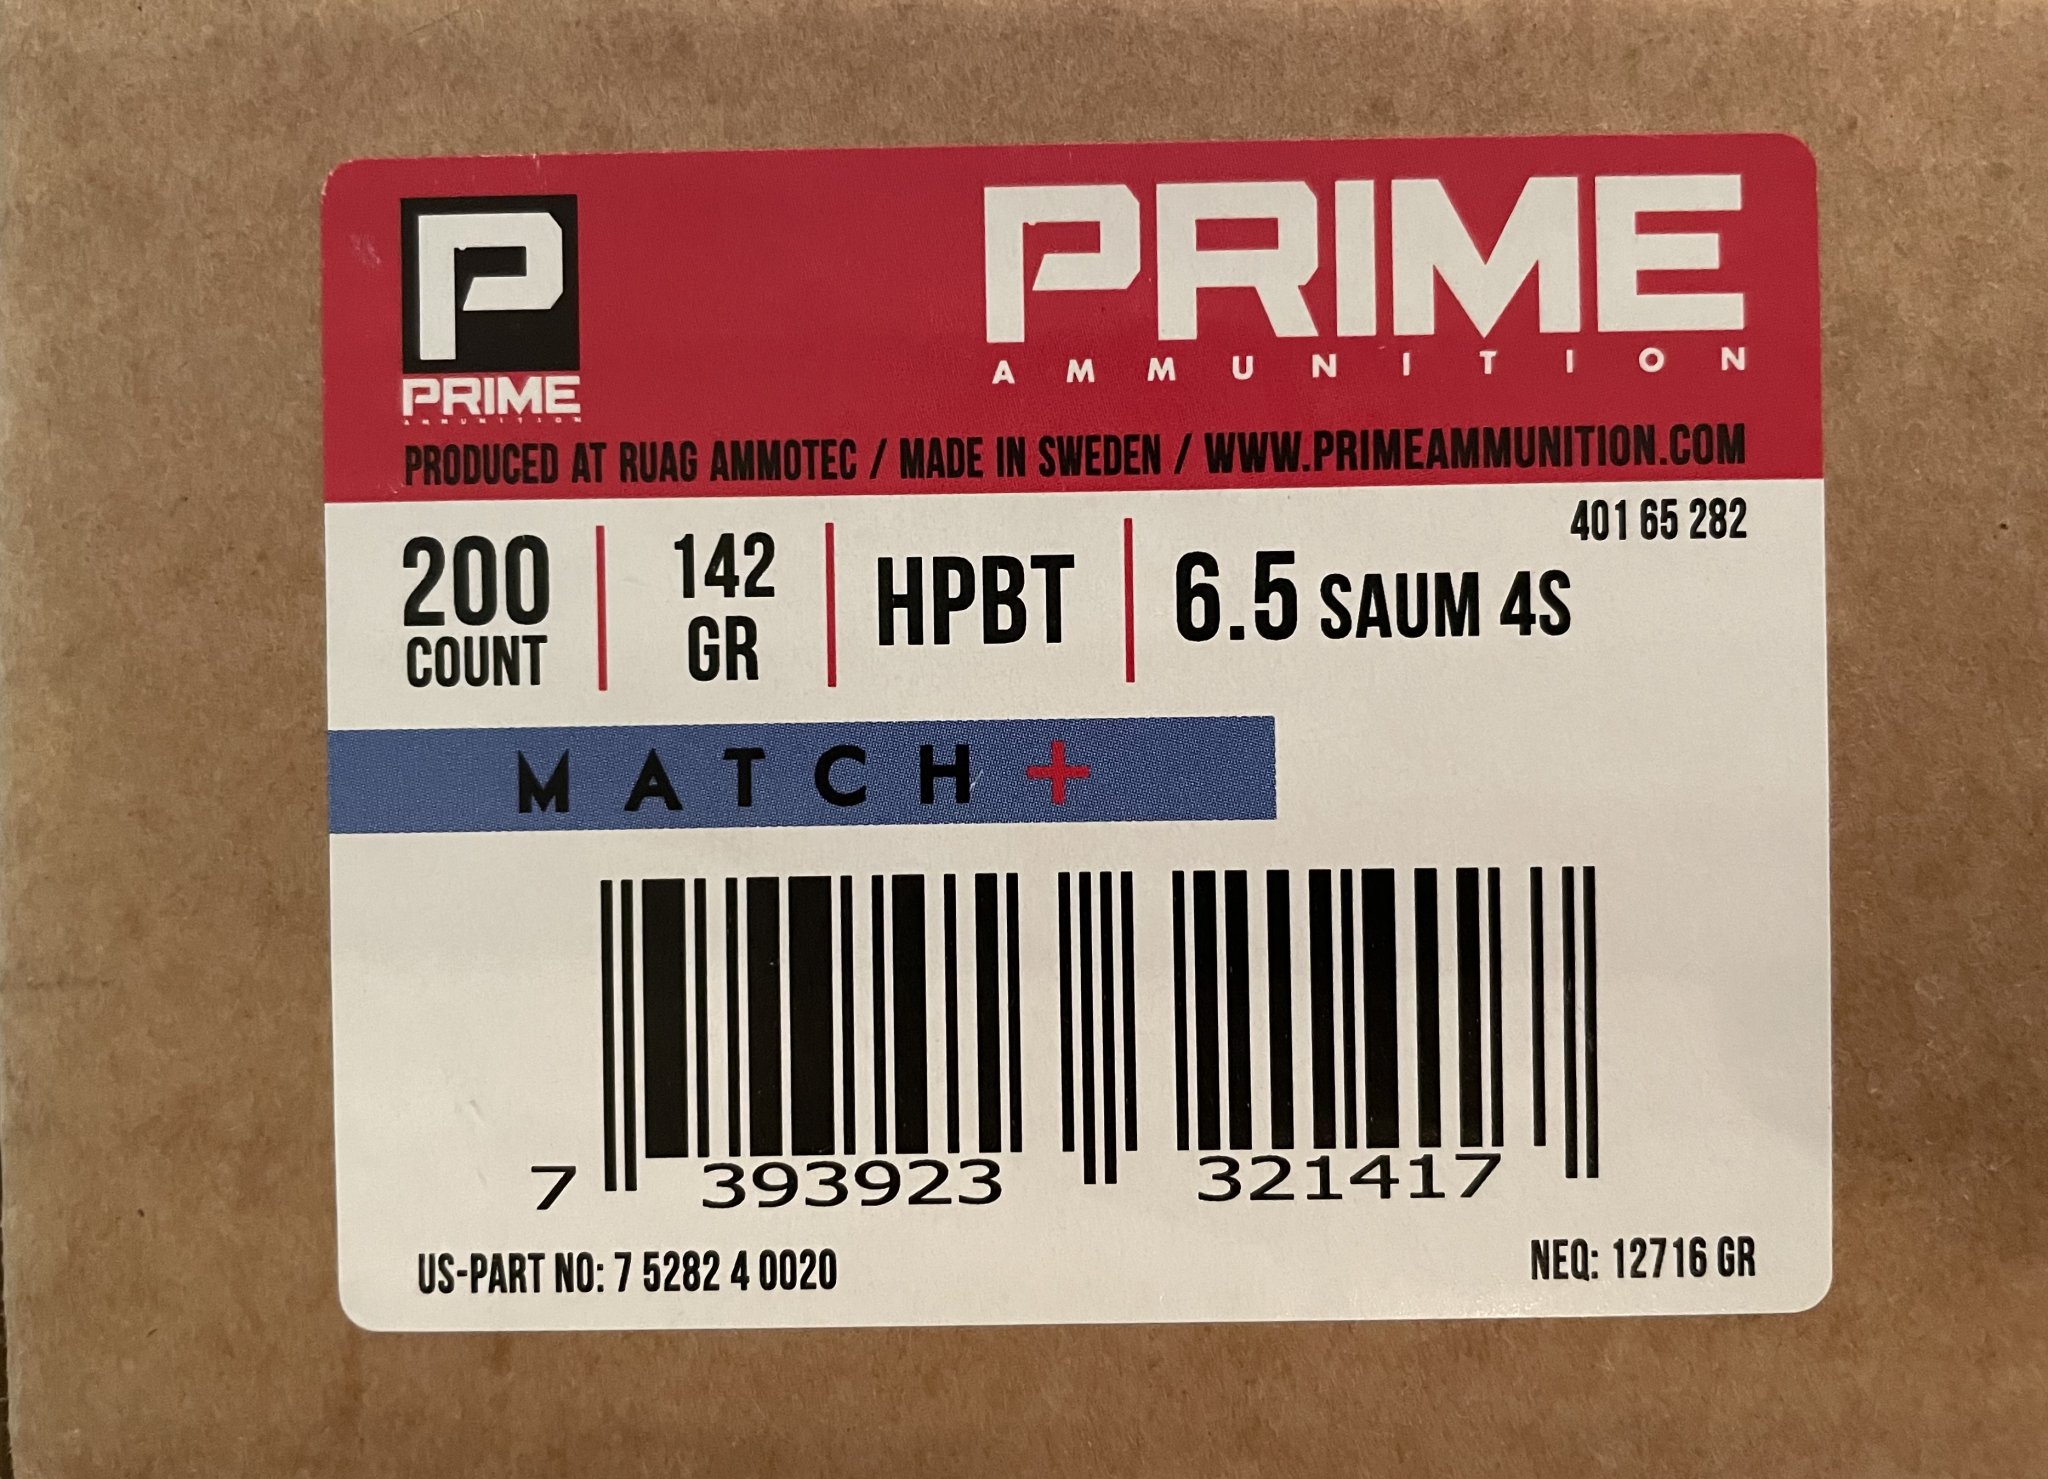 P
PRIME
AMMUNITION
PRIME
AMMUNITION
PRODUCED AT RUAG AMMOTEC / MADE IN SWEDEN / WWW.PRIMEAMMUNITION.COM
401 65 282
200 COUNT
142 GR
HPBT
6.5 SAUM 4S
MATCH+
7 393923 321417
US-PART NO: 7 5282 4 0020
NEQ: 12716 GR